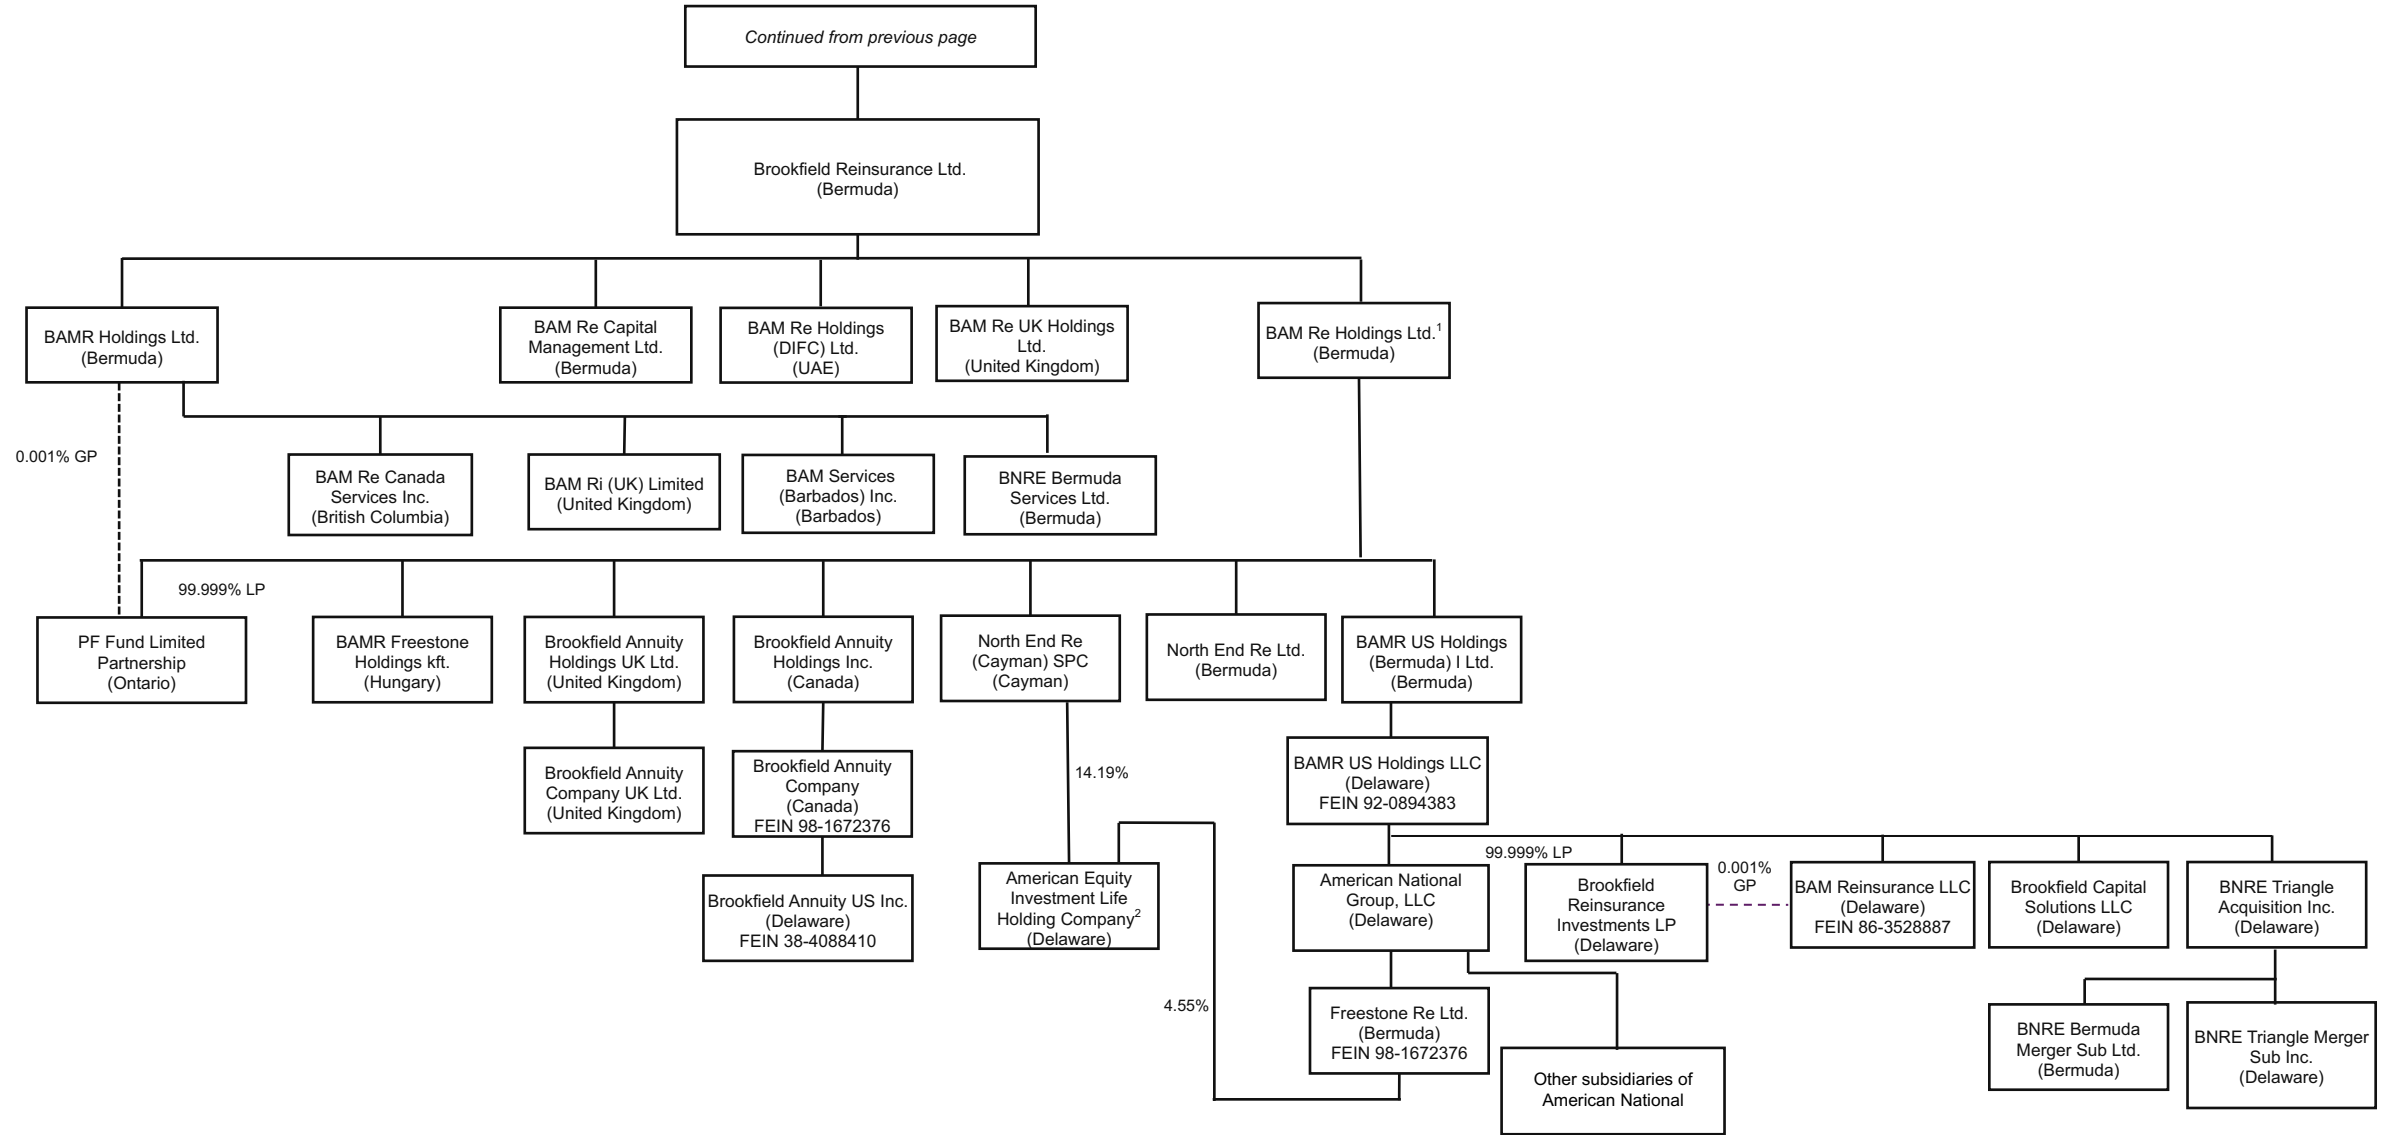 Continued from previous page
Brookfield Reinsurance Ltd.
(Bermuda)
BAMR Holdings Ltd.
(Bermuda)
BAM Re Capital
Management Ltd.
(Bermuda)
BAM Re Holdings
(DIFC) Ltd.
(UAE)
BAM Re UK Holdings
Ltd.
(United Kingdom)
BAM Re Holdings Ltd.1
(Bermuda)
0.001% GP
BAM Re Canada
Services Inc.
(British Columbia)
BAM Ri (UK) Limited
(United Kingdom)
BAM Services
(Barbados) Inc.
(Barbados)
BNRE Bermuda
Services Ltd.
(Bermuda)
99.999% LP
PF Fund Limited
Partnership
(Ontario)
BAMR Freestone
Holdings kft.
(Hungary)
Brookfield Annuity
Holdings UK Ltd.
(United Kingdom)
Brookfield Annuity
Holdings Inc.
(Canada)
North End Re
(Cayman) SPC
(Cayman)
North End Re Ltd.
(Bermuda)
BAMR US Holdings
(Bermuda) I Ltd.
(Bermuda)
Brookfield Annuity
Company UK Ltd.
(United Kingdom)
Brookfield Annuity
Company
(Canada)
FEIN 98-1672376
14.19%
BAMR US Holdings LLC
(Delaware)
FEIN 92-0894383
Brookfield Annuity US Inc.
(Delaware)
FEIN 38-4088410
American Equity
Investment Life
Holding Company2
(Delaware)
American National
Group, LLC
(Delaware)
99.999% LP
Brookfield
Reinsurance
Investments LP
(Delaware)
0.001%
GP
BAM Reinsurance LLC
(Delaware)
FEIN 86-3528887
Brookfield Capital
Solutions LLC
(Delaware)
BNRE Triangle
Acquisition Inc.
(Delaware)
4.55%
Freestone Re Ltd.
(Bermuda)
FEIN 98-1672376
Other subsidiaries of
American National
BNRE Bermuda
Merger Sub Ltd.
(Bermuda)
BNRE Triangle Merger
Sub Inc.
(Delaware)